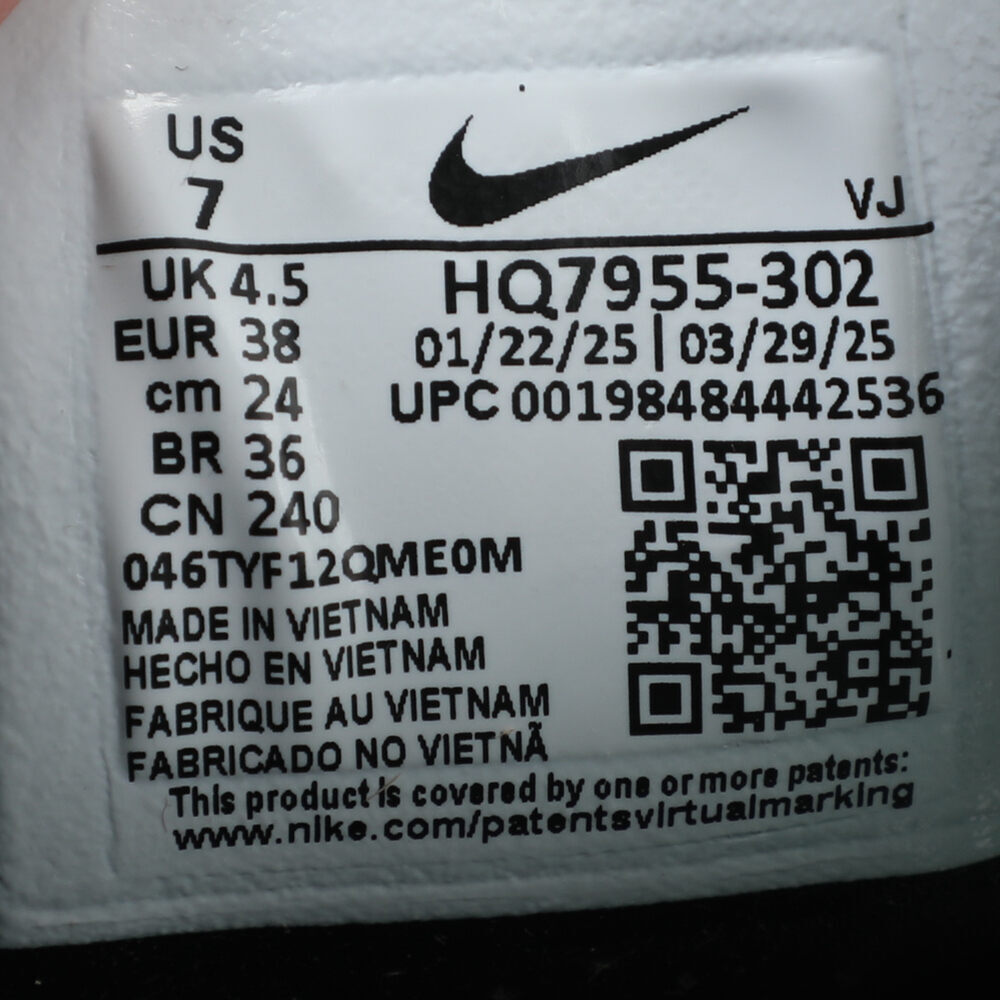 US
7
VJ
UK 4.5
EUR 38
cm 24
BR 36
CN 240
HQ7955-302
01/22/25 | 03/29/25
UPC 00198484442536
046TYF12QME0M
MADE IN VIETNAM
HECHO EN VIETNAM
FABRIQUE AU VIETNAM
FABRICADO NO VIETNÃ
This product is covered by one or more patents:
www.nike.com/patentsvirtualmarking